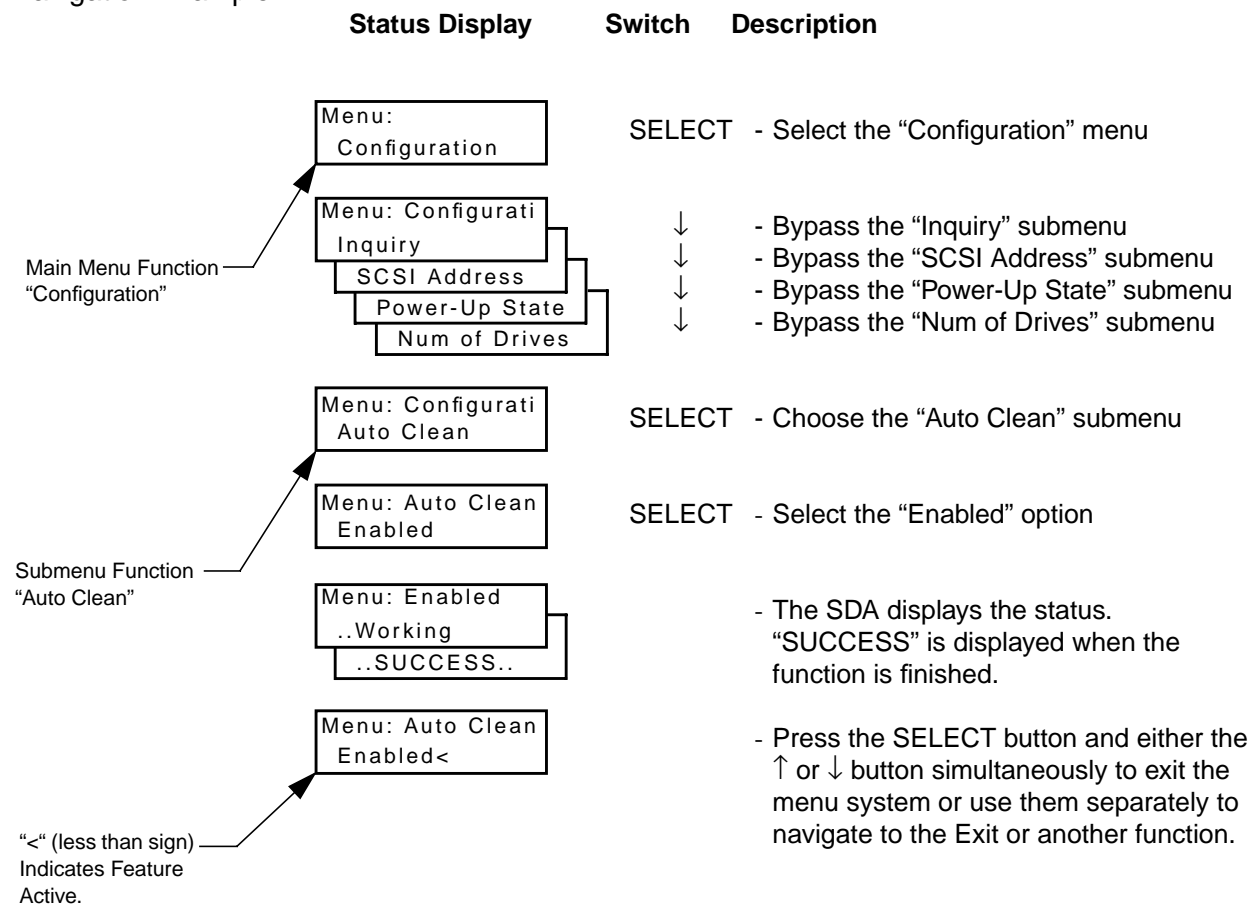 Status Display Switch Description
Menu:
Configuration
SELECT - Select the “Configuration” menu
Main Menu Function
“Configuration”
Menu: Configurati
Inquiry
SCSI Address
Power-Up State
Num of Drives
↓ - Bypass the “Inquiry” submenu
↓ - Bypass the “SCSI Address” submenu
↓ - Bypass the “Power-Up State” submenu
↓ - Bypass the “Num of Drives” submenu
Menu: Configurati
Auto Clean
SELECT - Choose the “Auto Clean” submenu
Menu: Auto Clean
Enabled
SELECT - Select the “Enabled” option
Submenu Function
“Auto Clean”
Menu: Enabled
..Working
..SUCCESS..
- The SDA displays the status.
“SUCCESS” is displayed when the
function is finished.
Menu: Auto Clean
Enabled<
- Press the SELECT button and either the
↑ or ↓ button simultaneously to exit the
menu system or use them separately to
navigate to the Exit or another function.
“<“ (less than sign)
Indicates Feature
Active.